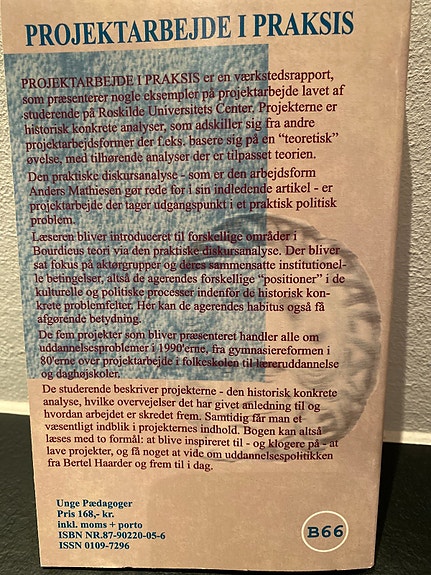 PROJEKTARBEJDE I PRAKSIS
PROJEKTARBEJDE I PRAKSIS er en værkstedsrapport,
som præsenterer nogle eksempler på projektarbejde lavet af
studerende på Roskilde Universitets Center. Projekterne er
historisk konkrete analyser, som adskiller sig fra andre
projektarbejdsformer der f.eks. basere sig på en "teoretisk"
øvelse, med tilhørende analyser der er tilpasset teorien.
Den praktiske diskursanalyse - som er den arbejdsform
Anders Mathiesen gør rede for i sin indledende artikel - er
projektarbejde der tager udgangspunkt i et praktisk politisk
problem.
Læseren bliver introduceret til forskellige områder i
Bourdieus teori via den praktiske diskursanalyse. Der bliver
sat fokus på aktørgrupper og deres sammensatte institutionel-
le betingelser, altså de agerendes forskellige "positioner" i de
kulturelle og politiske processer indenfor de historisk kon-
krete problemfelter. Her kan de agerendes habitus også få
afgørende betydning.
De fem projekter som bliver præsenteret handler alle om
uddannelsesproblemer i 1990'erne, fra gymnasiereformen i
80'erne over projektarbejde i folkeskolen til læreruddannelse
og daghøjskoler.
De studerende beskriver projekterne - den historisk konkrete
analyse, hvilke overvejelser det har givet anledning til og
hvordan arbejdet er skredet frem. Samtidig får man et
væsentligt indblik i projekternes indhold. Bogen kan altså
læses med to formål: at blive inspireret til - og klogere på - at
lave projekter, og få noget at vide om uddannelsespolitikken
fra Bertel Haarder og frem til i dag.
Unge Pædagoger
Pris 168,- kr.
inkl. moms + porto
ISBN NR.87-90220-05-6
ISSN 0109-7296
B66